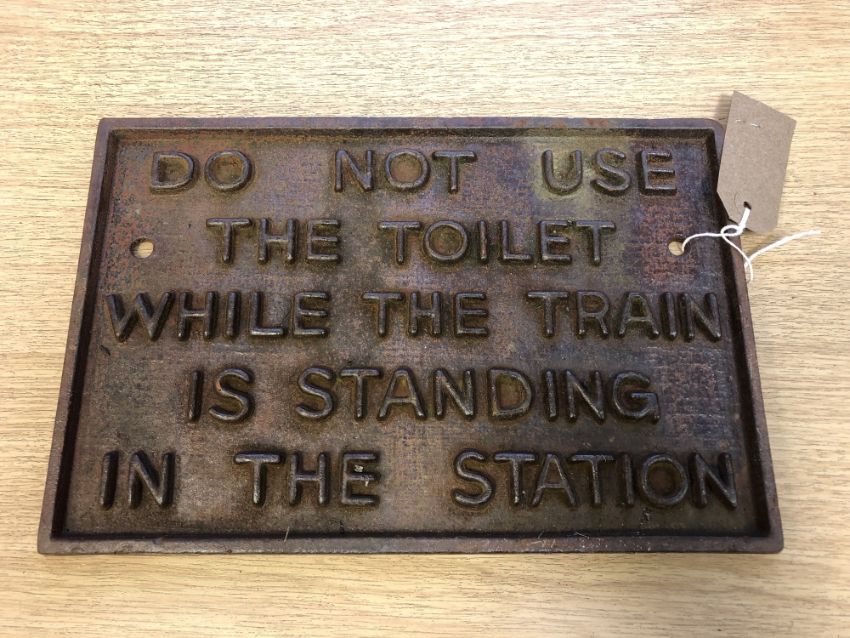 DO NOT USE
THE TOILET
WHILE THE TRAIN
IS STANDING
IN THE STATION